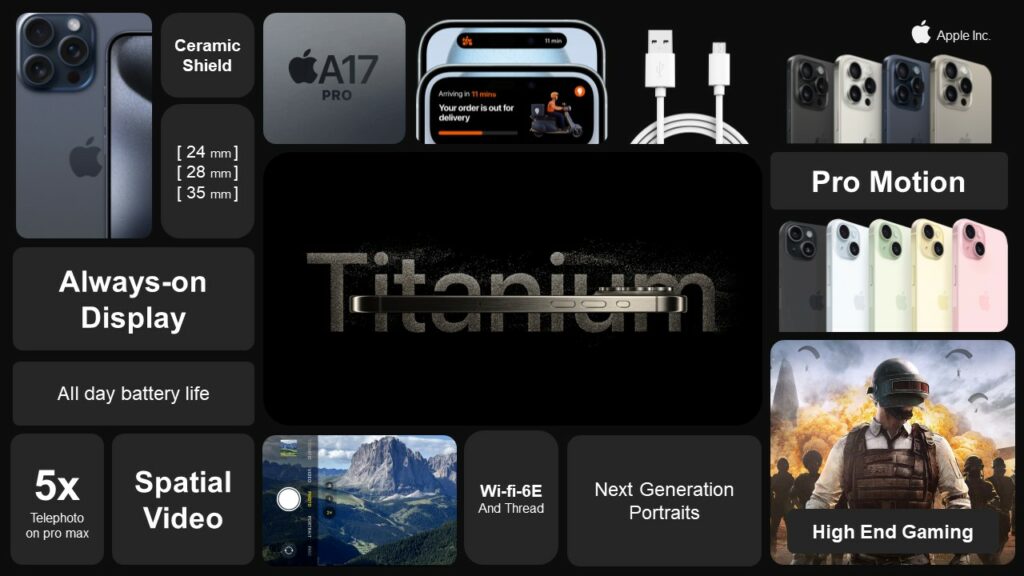 Ceramic
Shield
[ 24 mm ]
[ 28 mm ]
[ 35 mm ]
A17
PRO
11 min
Arriving in 11 mins
Your order is out for
delivery
Apple Inc.
Pro Motion
Always-on
Display
Titanium
All day battery life
5x
Telephoto
on pro max
Spatial
Video
Wi-fi-6E
And Thread
Next Generation
Portraits
High End Gaming